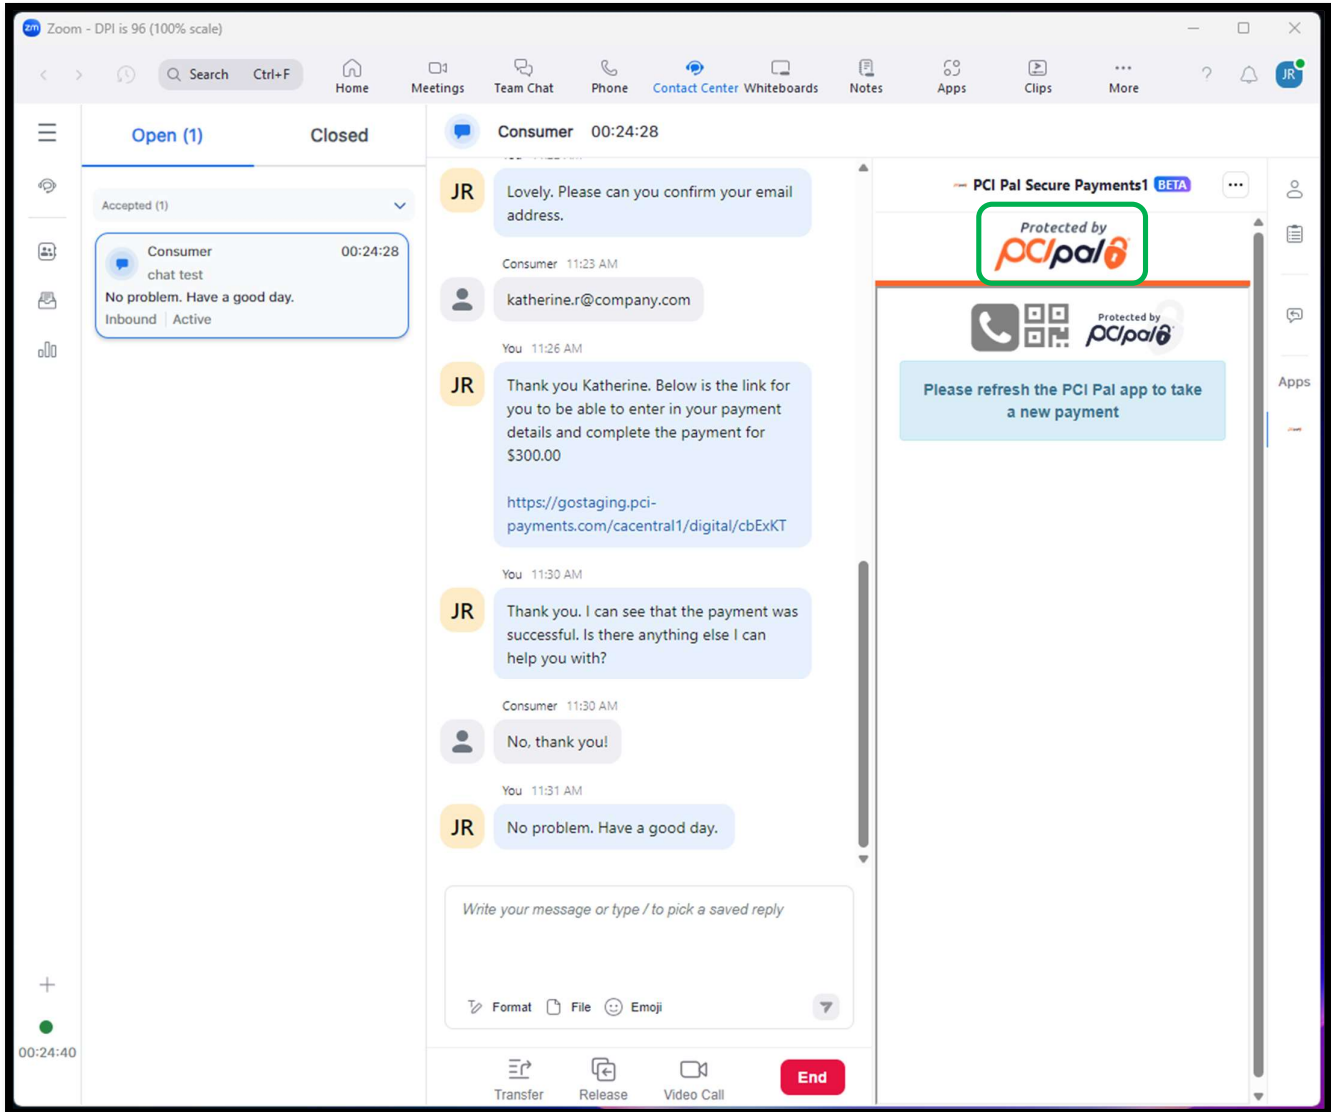 zm Zoom - DPI is 96 (100% scale)
Search Ctrl+F
Home
Meetings
Team Chat
Phone
Contact Center
Whiteboards
Notes
Apps
Clips
More
JR
Open (1)
Closed
Accepted (1)
Consumer 00:24:28
chat test
No problem. Have a good day.
Inbound Active
00:24:40
Consumer 00:24:28
JR
Lovely. Please can you confirm your email
address.
Consumer 11:23 AM
katherine.r@company.com
You 11:26 AM
JR
Thank you Katherine. Below is the link for
you to be able to enter in your payment
details and complete the payment for
$300.00
https://gostaging.pci-
payments.com/cacentral1/digital/cbExKT
You 11:30 AM
JR
Thank you. I can see that the payment was
successful. Is there anything else I can
help you with?
Consumer 11:30 AM
No, thank you!
You 11:31 AM
JR
No problem. Have a good day.
Write your message or type / to pick a saved reply
Format File Emoji
Transfer
Release
Video Call
End
PCI Pal Secure Payments1 BETA
Protected by
pcipal
Protected by
pcipal
Please refresh the PCI Pal app to take
a new payment
Apps